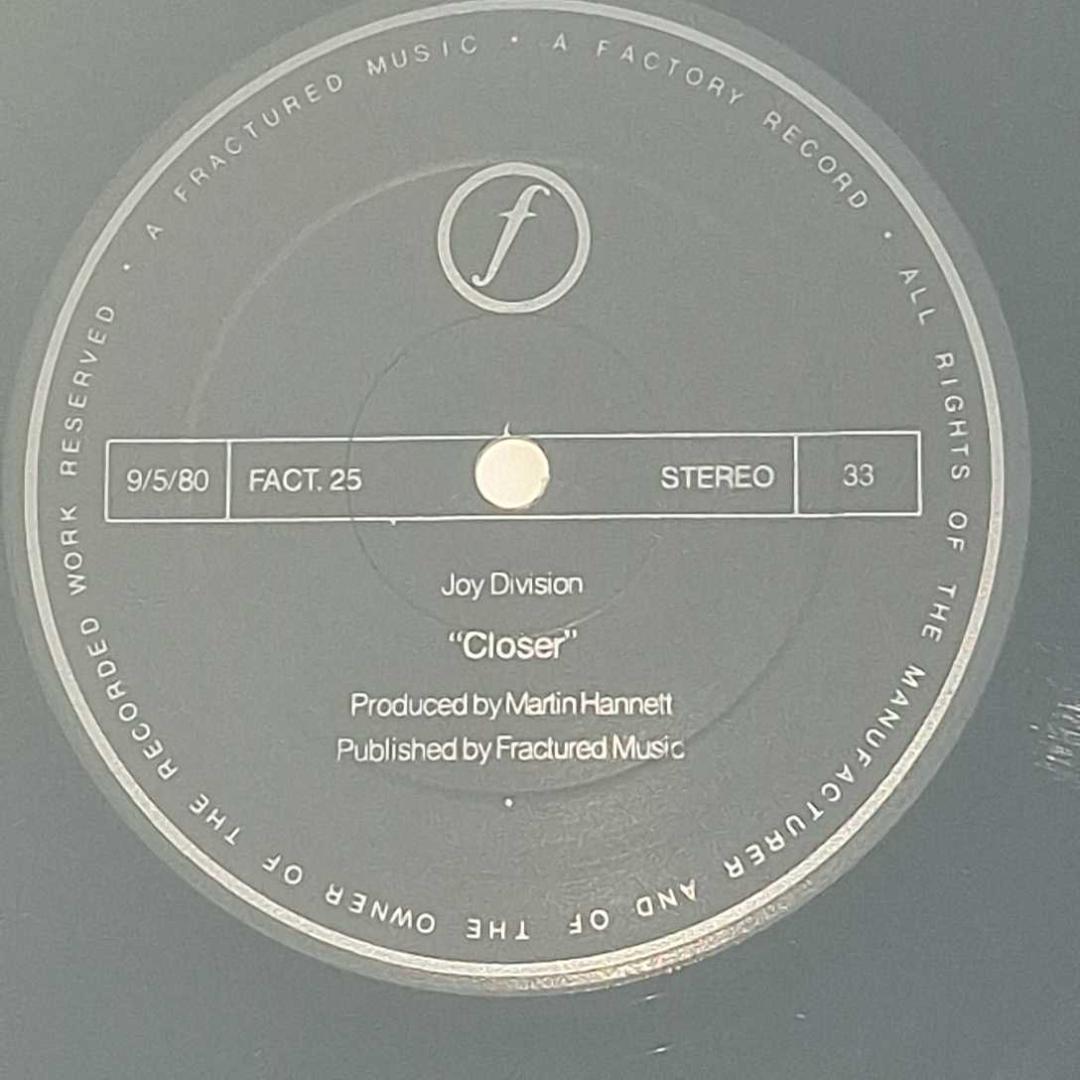 A FRACTURED MUSIC · A FACTORY RECORD · ALL RIGHTS OF THE MANUFACTURER AND OF THE OWNER OF THE RECORDED WORK RESERVED ·
f
9/5/80 FACT. 25 STEREO 33
Joy Division
“Closer”
Produced by Martin Hannett
Published by Fractured Music